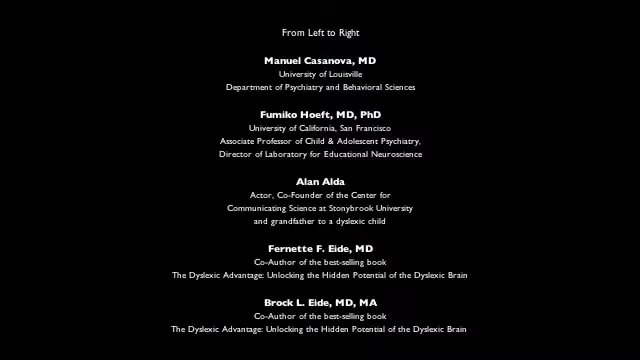 From Left to Right
Manuel Casanova, MD
University of Louisville
Department of Psychiatry and Behavioral Sciences
Fumiko Hoeft, MD, PhD
University of California, San Francisco
Associate Professor of Child & Adolescent Psychiatry,
Director of Laboratory for Educational Neuroscience
Alan Alda
Actor, Co-Founder of the Center for
Communicating Science at Stonybrook University
and grandfather to a dyslexic child
Fernette F. Eide, MD
Co-Author of the best-selling book
The Dyslexic Advantage: Unlocking the Hidden Potential of the Dyslexic Brain
Brock L. Eide, MD, MA
Co-Author of the best-selling book
The Dyslexic Advantage: Unlocking the Hidden Potential of the Dyslexic Brain